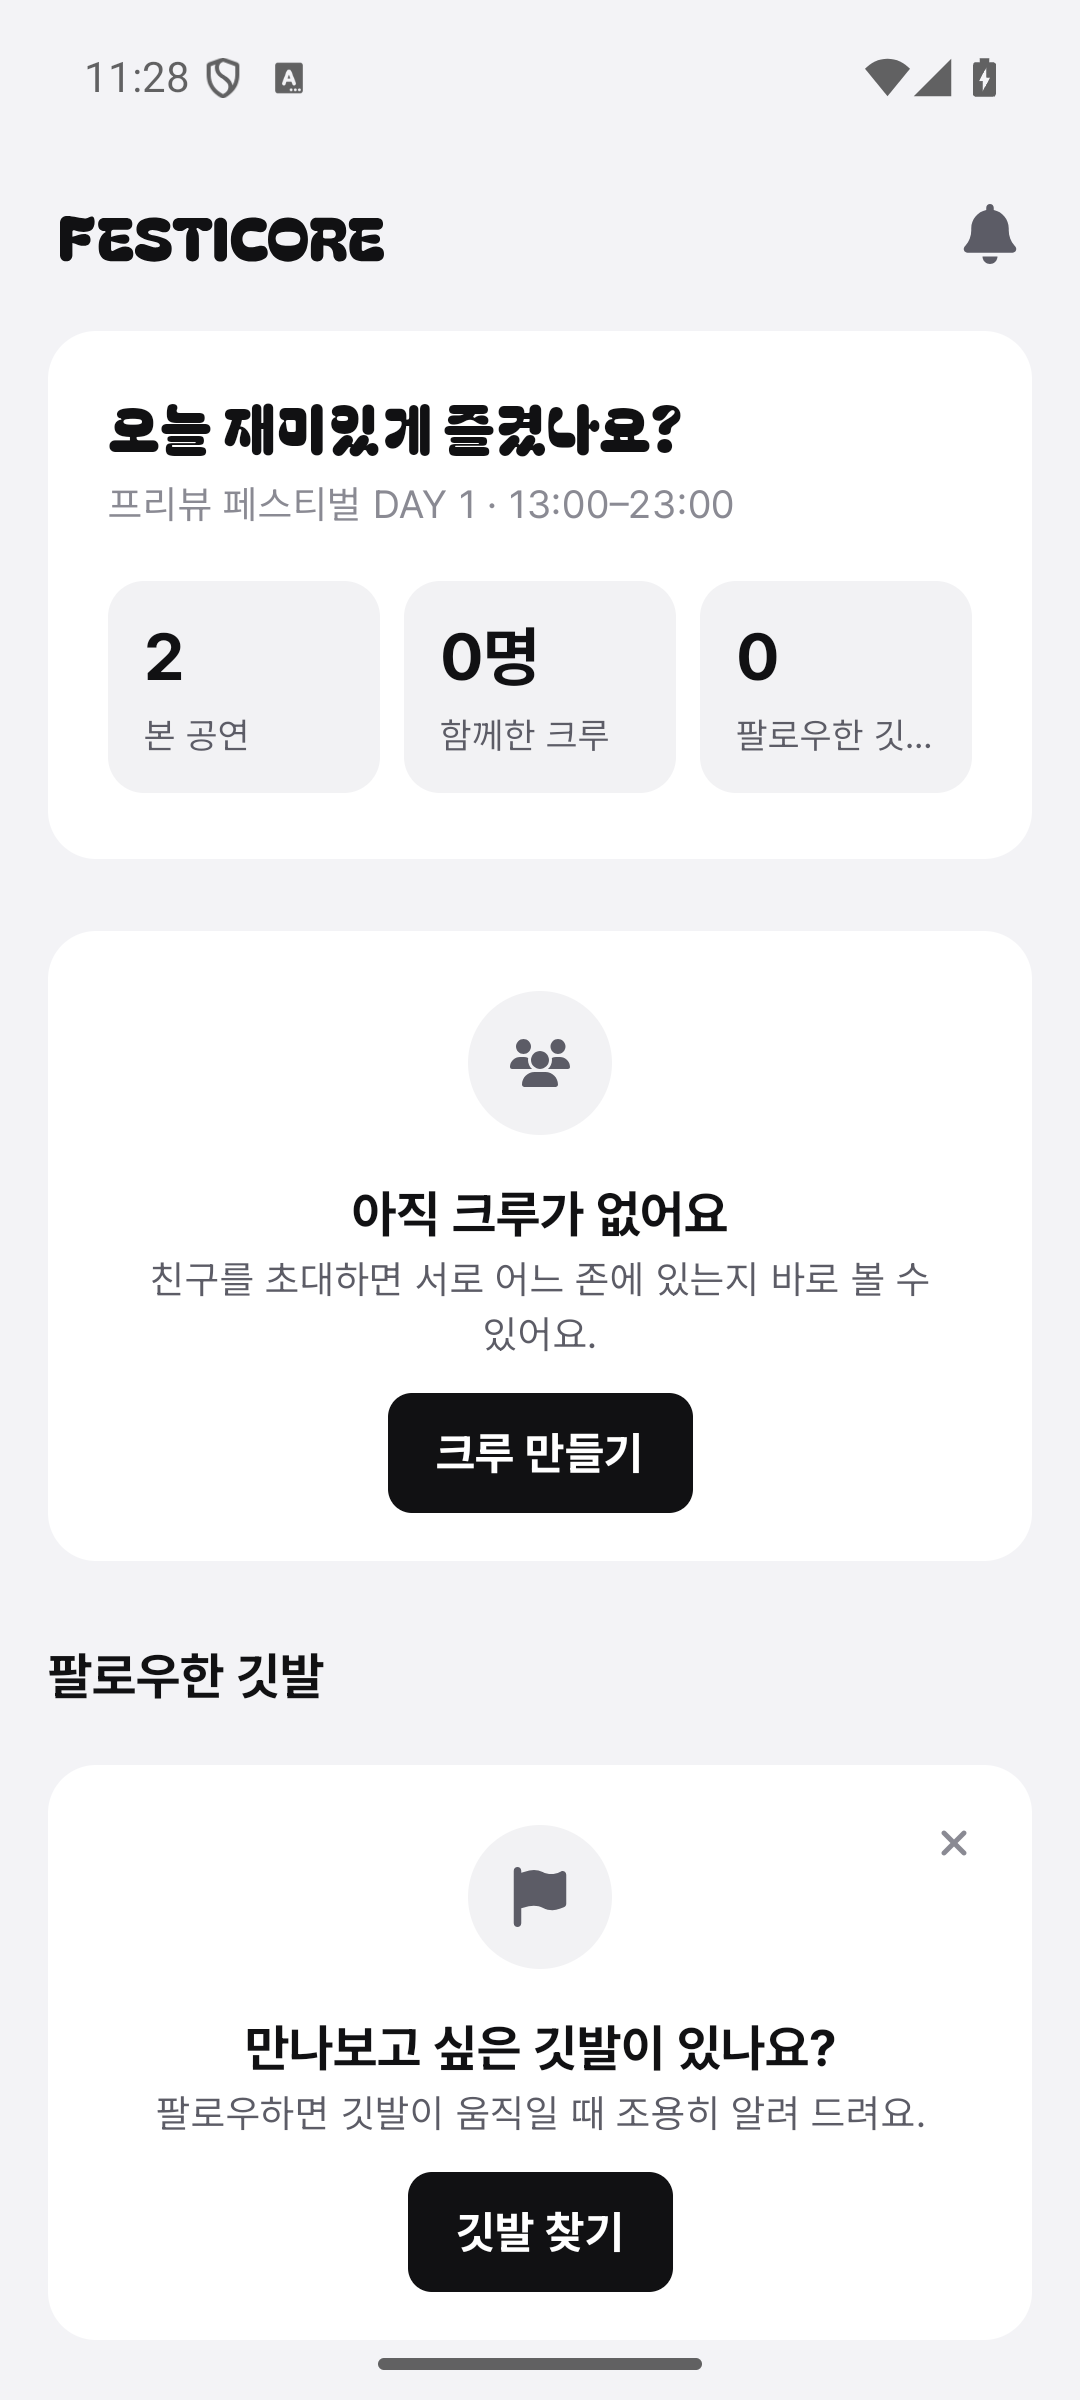 11:28
FESTICORE
오늘 재미있게 즐겼나요?
프리뷰 페스티벌 DAY 1 · 13:00–23:00
2
본 공연
0명
함께한 크루
0
팔로우한 깃...
아직 크루가 없어요
친구를 초대하면 서로 어느 존에 있는지 바로 볼 수
있어요.
크루 만들기
팔로우한 깃발
만나보고 싶은 깃발이 있나요?
팔로우하면 깃발이 움직일 때 조용히 알려 드려요.
깃발 찾기